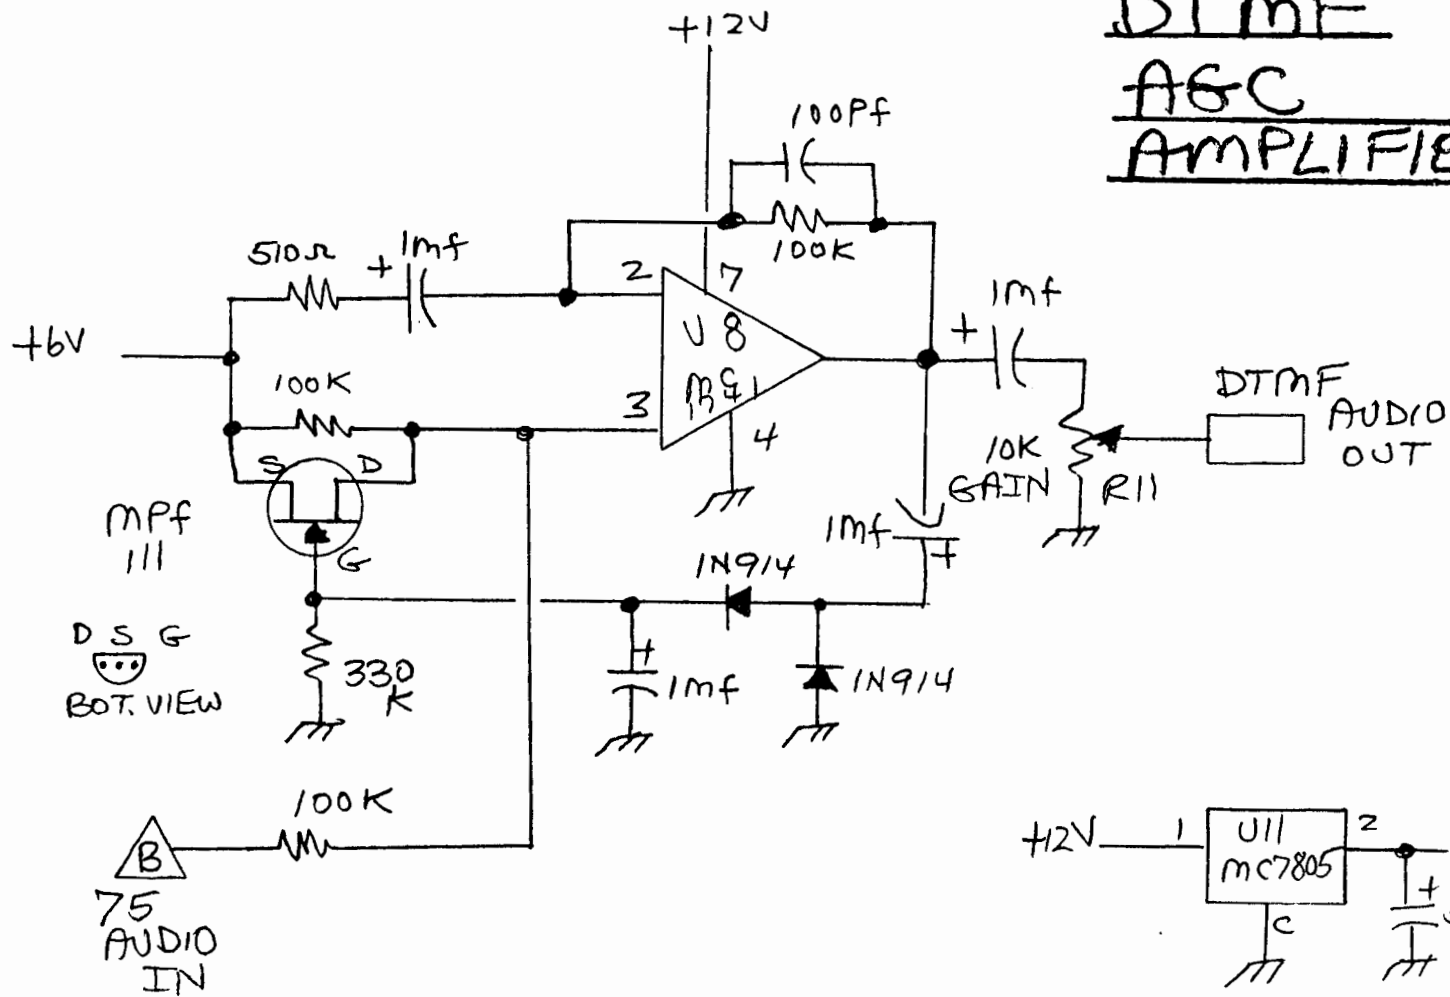 DTMF
AGC
AMPLIFIE
+12V
100Pf
100K
510Ω
+ 1mf
2
7
+6V
U8
1mf
+
100K
3
4
DTMF
AUDIO
OUT
S
D
10K
GAIN
R11
MPf
111
G
1mf
+
1N914
D S G
BOT. VIEW
330
K
+
1mf
1N914
100K
B
75
AUDIO
IN
+12V
1
U11
MC7805
2
C
+